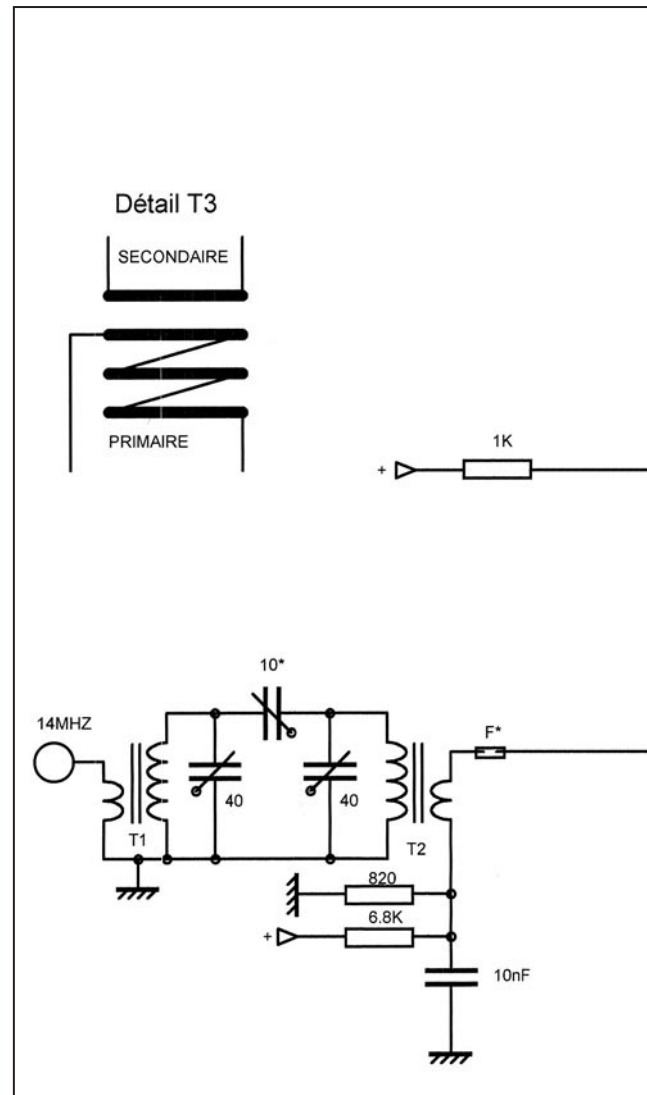 Détail T3
SECONDAIRE
PRIMAIRE
1K
+
10*
14MHZ
F*
40
40
T1
T2
820
6.8K
+
10nF